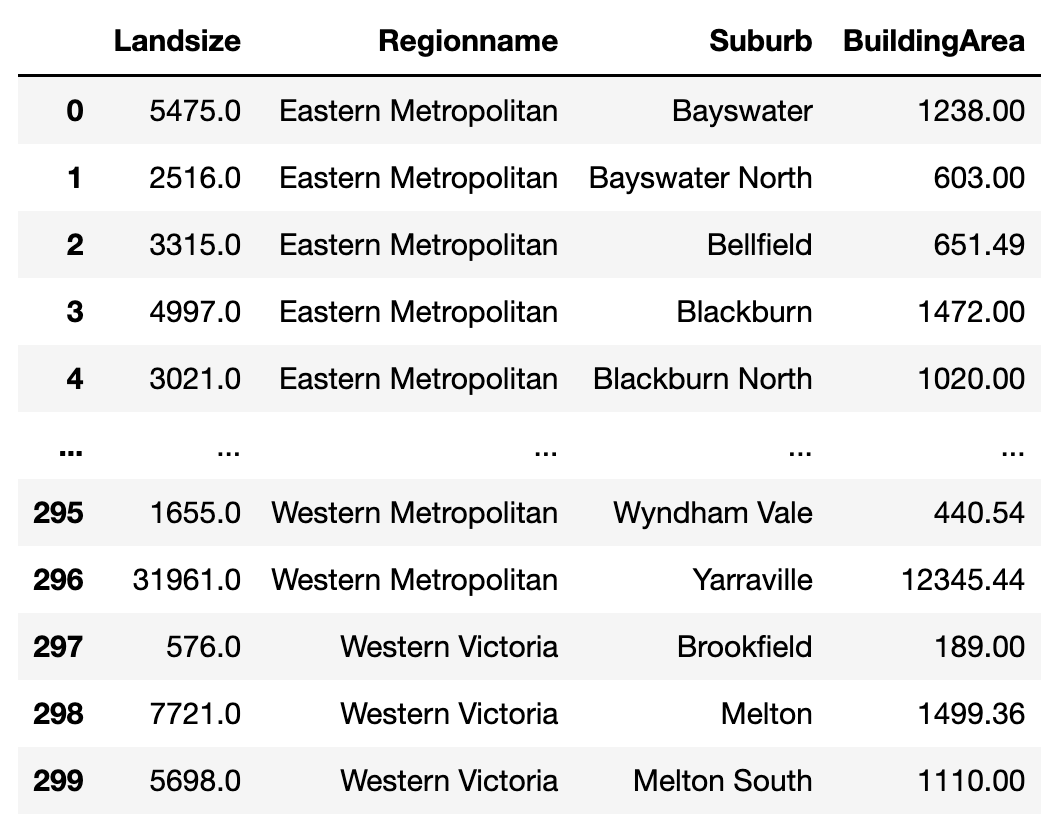 Landsize Regionname Suburb BuildingArea
0 5475.0 Eastern Metropolitan Bayswater 1238.00
1 2516.0 Eastern Metropolitan Bayswater North 603.00
2 3315.0 Eastern Metropolitan Bellfield 651.49
3 4997.0 Eastern Metropolitan Blackburn 1472.00
4 3021.0 Eastern Metropolitan Blackburn North 1020.00
... ... ... ... ...
295 1655.0 Western Metropolitan Wyndham Vale 440.54
296 31961.0 Western Metropolitan Yarraville 12345.44
297 576.0 Western Victoria Brookfield 189.00
298 7721.0 Western Victoria Melton 1499.36
299 5698.0 Western Victoria Melton South 1110.00